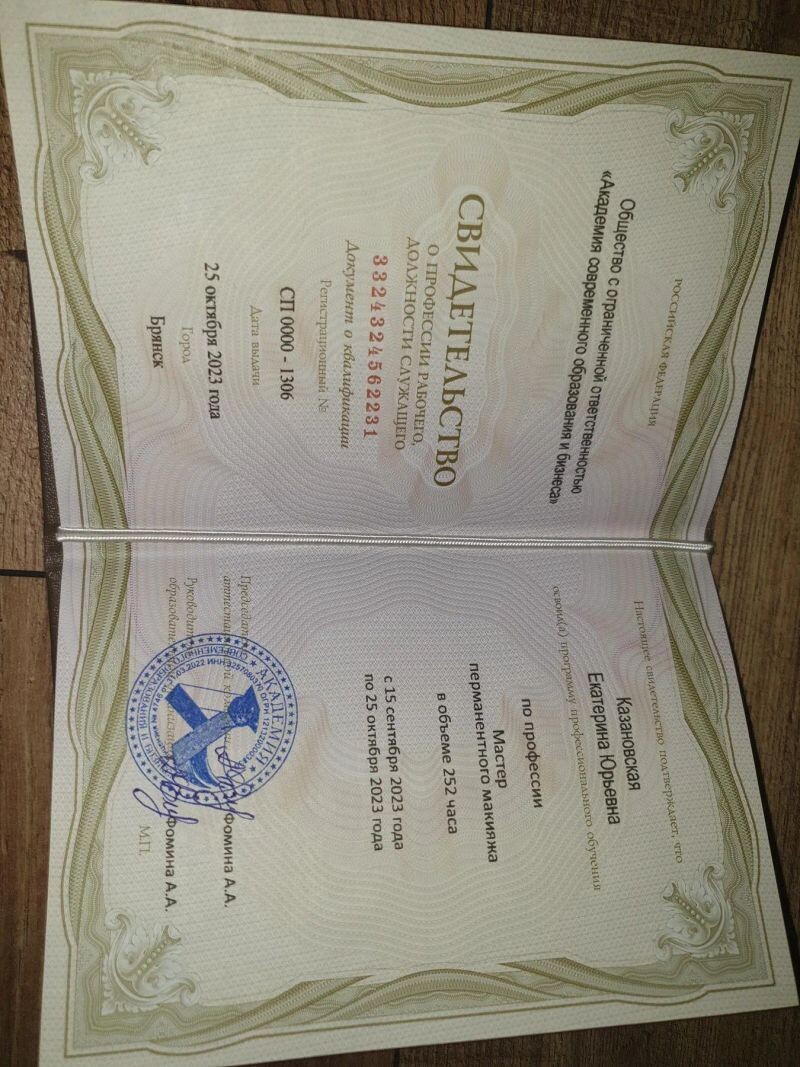 РОССИЙСКАЯ ФЕДЕРАЦИЯ
Общество с ограниченной ответственностью
«Академия современного образования и бизнеса»
СВИДЕТЕЛЬСТВО
О ПРОФЕССИИ РАБОЧЕГО,
ДОЛЖНОСТИ СЛУЖАЩЕГО
3324324562231
Документ о квалификации
Регистрационный №
СП 0000 - 1306
Дата выдачи
25 октября 2023 года
Город
Брянск
Настоящее свидетельство подтверждает, что
Казановская
Екатерина Юрьевна
освоил(а) программу профессионального обучения
по профессии
Мастер
перманентного макияжа
в объеме 252 часа
с 15 сентября 2023 года
по 25 октября 2023 года
Фомина А.А.
Фомина А.А.
М.П.
АКАДЕМИЯ
СОВРЕМЕННОГО ОБРАЗОВАНИЯ И